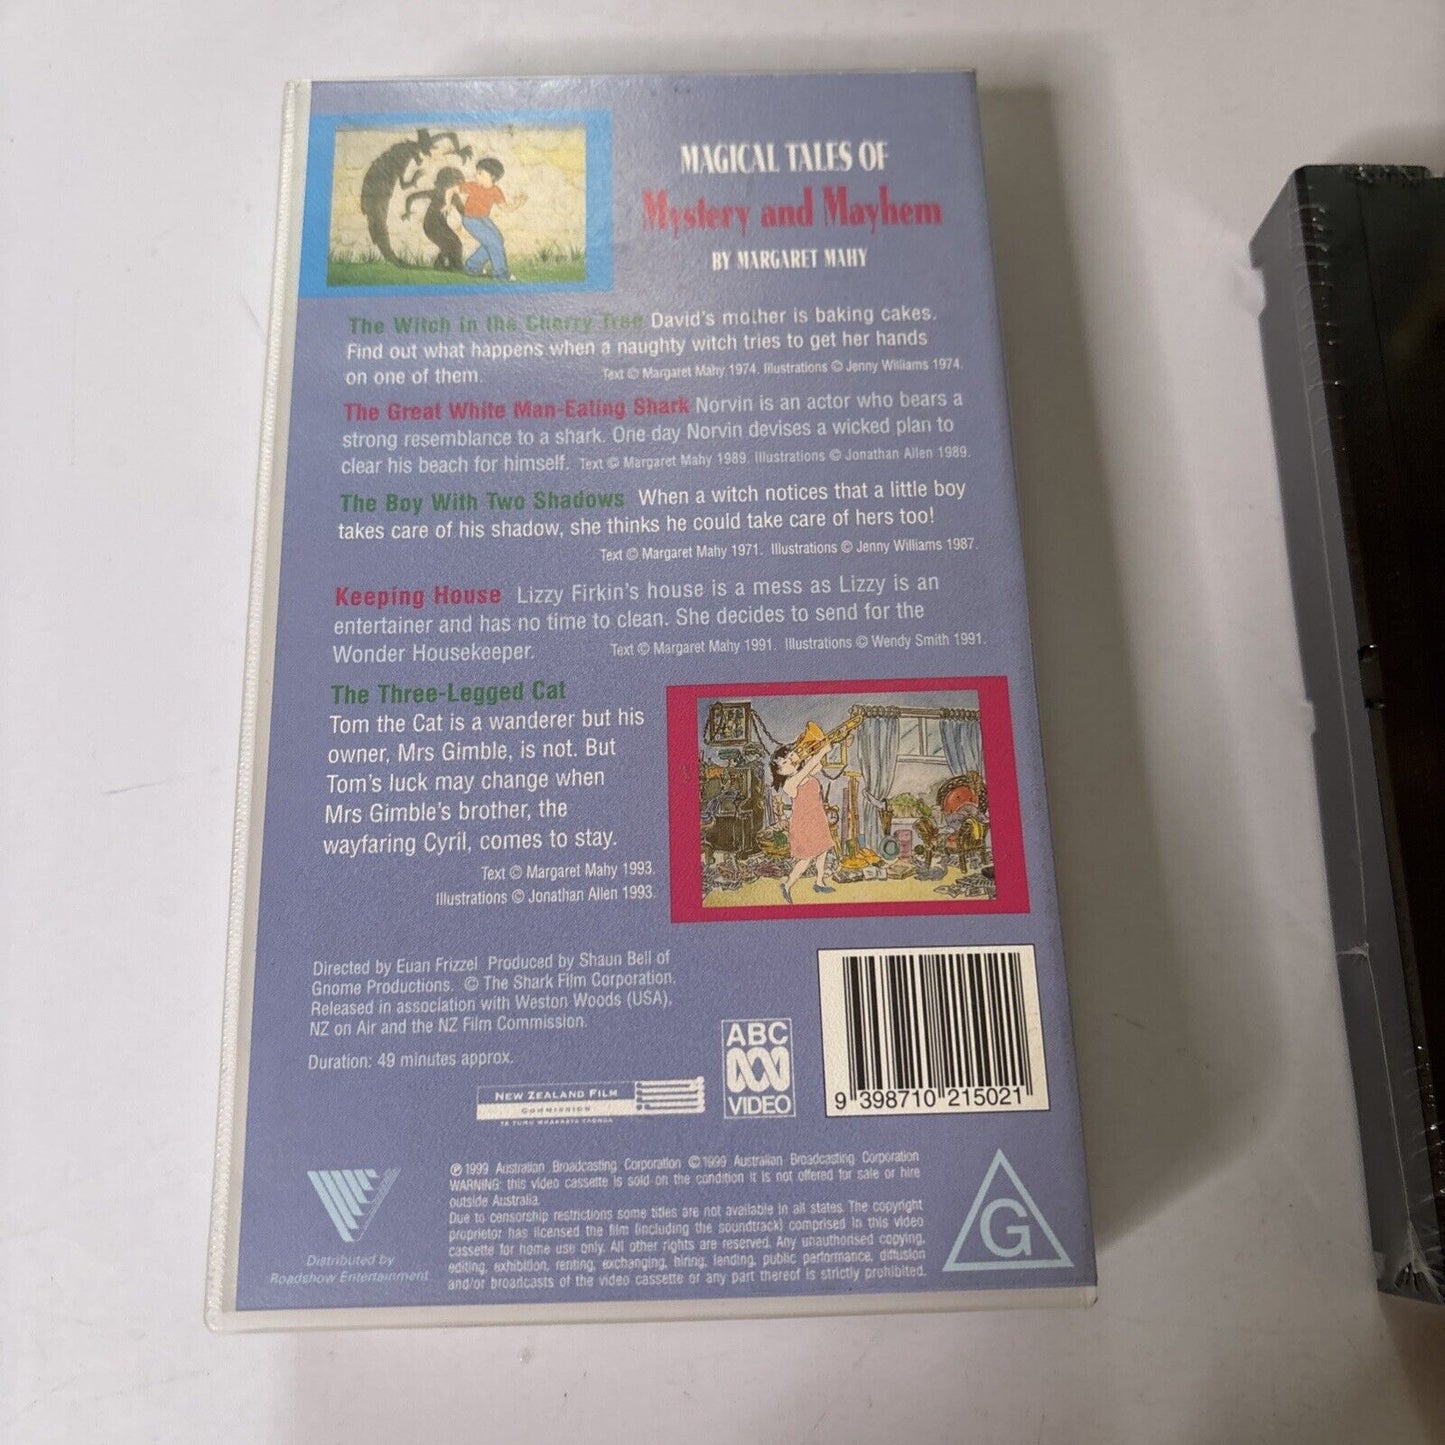 MAGICAL TALES OF
Mystery and Mayhem
BY MARGARET MAHY
The Witch in the Cherry Tree David's mother is baking cakes.
Find out what happens when a naughty witch tries to get her hands
on one of them. Text © Margaret Mahy 1974. Illustrations © Jenny Williams 1974.
The Great White Man-Eating Shark Norvin is an actor who bears a
strong resemblance to a shark. One day Norvin devises a wicked plan to
clear his beach for himself. Text © Margaret Mahy 1989. Illustrations © Jonathan Allen 1989.
The Boy With Two Shadows When a witch notices that a little boy
takes care of his shadow, she thinks he could take care of hers too!
Text © Margaret Mahy 1971. Illustrations © Jenny Williams 1987.
Keeping House Lizzy Firkin's house is a mess as Lizzy is an
entertainer and has no time to clean. She decides to send for the
Wonder Housekeeper. Text © Margaret Mahy 1991. Illustrations © Wendy Smith 1991.
The Three-Legged Cat
Tom the Cat is a wanderer but his
owner, Mrs Gimble, is not. But
Tom's luck may change when
Mrs Gimble's brother, the
wayfaring Cyril, comes to stay.
Text © Margaret Mahy 1993.
Illustrations © Jonathan Allen 1993.
Directed by Euan Frizzel Produced by Shaun Bell of
Gnome Productions. © The Shark Film Corporation.
Released in association with Weston Woods (USA),
NZ on Air and the NZ Film Commission.
Duration: 49 minutes approx.
NEW ZEALAND FILM
COMMISSION
ABC
VIDEO
9 398710 215021
Distributed by
Roadshow Entertainment
℗ 1999 Australian Broadcasting Corporation © 1999 Australian Broadcasting Corporation
WARNING: this video cassette is sold on the condition it is not offered for sale or hire
outside Australia.
Due to censorship restrictions some titles are not available in all states. The copyright
proprietor has licensed the film (including the soundtrack) comprised in this video
cassette for home use only. All other rights are reserved. Any unauthorised copying,
editing, exhibition, renting, exchanging, hiring, lending, public performance, diffusion
and/or broadcasts of the video cassette or any part thereof is strictly prohibited.
G